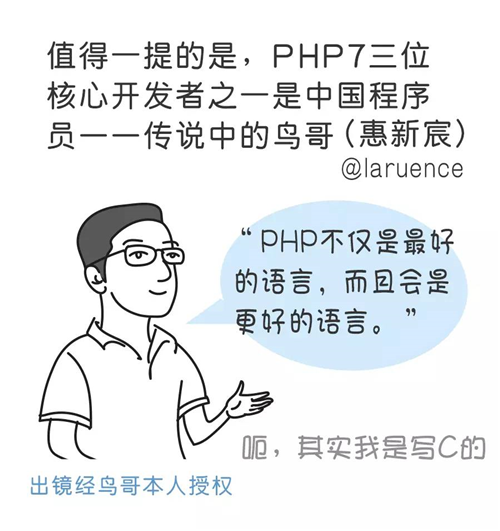 值得一提的是，PHP7三位
核心开发者之一是中国程序
员——传说中的鸟哥(惠新宸)
@laruence
“PHP不仅是最好
的语言，而且会是
更好的语言。”
呃，其实我是写C的
出镜经鸟哥本人授权